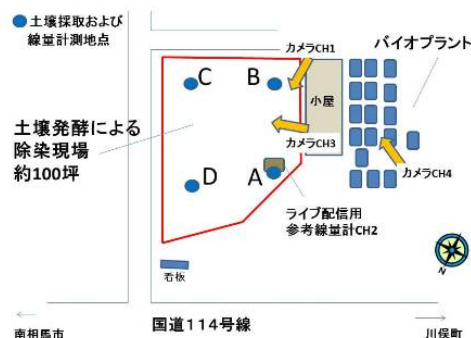 土壌採取および
線量計測地点
カメラCH1
バイオプラント
C
B
小屋
土壌発酵による
除染現場
約100坪
カメラCH3
カメラCH4
D
A
ライブ配信用
参考線量計CH2
看板
N
南相馬市
国道114号線
川俣町